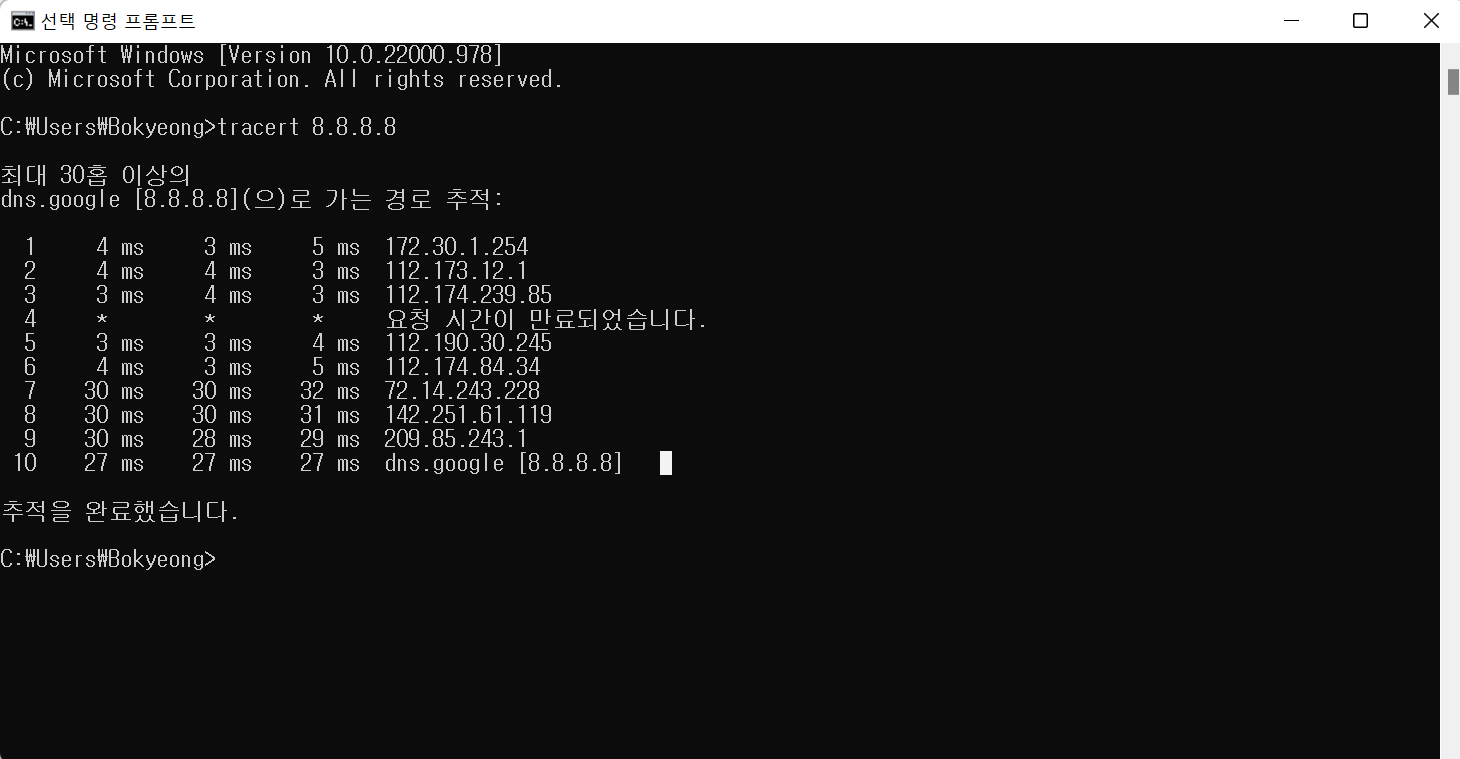 선택 명령 프롬프트
Microsoft Windows [Version 10.0.22000.978]
(c) Microsoft Corporation. All rights reserved.
C:₩Users₩Bokyeong>tracert 8.8.8.8
최대 30홉 이상의
dns.google [8.8.8.8](으)로 가는 경로 추적:
1 4 ms 3 ms 5 ms 172.30.1.254
2 4 ms 4 ms 3 ms 112.173.12.1
3 3 ms 4 ms 3 ms 112.174.239.85
4 * * * 요청 시간이 만료되었습니다.
5 3 ms 3 ms 4 ms 112.190.30.245
6 4 ms 3 ms 5 ms 112.174.84.34
7 30 ms 30 ms 32 ms 72.14.243.228
8 30 ms 30 ms 31 ms 142.251.61.119
9 30 ms 28 ms 29 ms 209.85.243.1
10 27 ms 27 ms 27 ms dns.google [8.8.8.8]
추적을 완료했습니다.
C:₩Users₩Bokyeong>